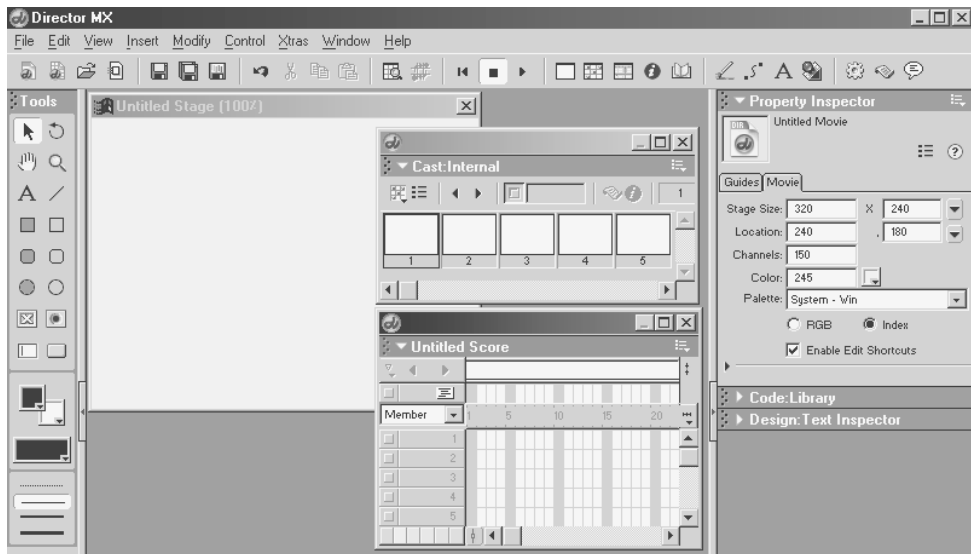 Director MX
File Edit View Insert Modify Control Xtras Window Help
Tools
Untitled Stage (100%)
Cast:Internal
1
1 2 3 4 5
Untitled Score
Member
1 5 10 15 20
1
2
3
4
5
Property Inspector
Untitled Movie
Guides Movie
Stage Size: 320 X 240
Location: 240 , 180
Channels: 150
Color: 245
Palette: System - Win
RGB Index
Enable Edit Shortcuts
Code:Library
Design:Text Inspector